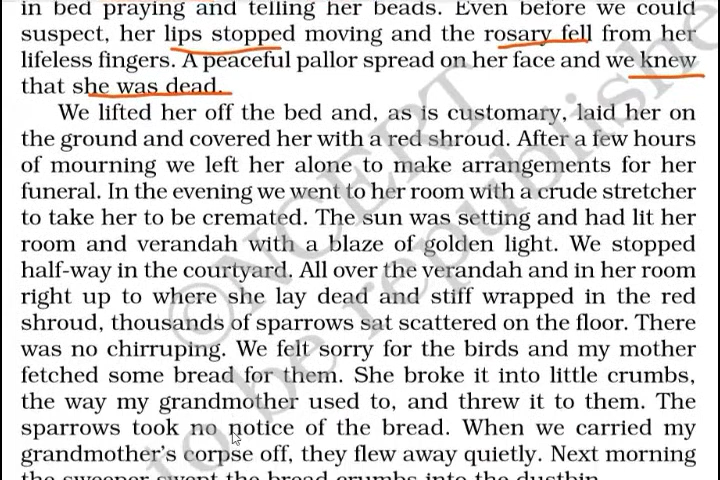 in bed praying and telling her beads. Even before we could
suspect, her lips stopped moving and the rosary fell from her
lifeless fingers. A peaceful pallor spread on her face and we knew
that she was dead.
We lifted her off the bed and, as is customary, laid her on
the ground and covered her with a red shroud. After a few hours
of mourning we left her alone to make arrangements for her
funeral. In the evening we went to her room with a crude stretcher
to take her to be cremated. The sun was setting and had lit her
room and verandah with a blaze of golden light. We stopped
half-way in the courtyard. All over the verandah and in her room
right up to where she lay dead and stiff wrapped in the red
shroud, thousands of sparrows sat scattered on the floor. There
was no chirruping. We felt sorry for the birds and my mother
fetched some bread for them. She broke it into little crumbs,
the way my grandmother used to, and threw it to them. The
sparrows took no notice of the bread. When we carried my
grandmother's corpse off, they flew away quietly. Next morning
the sweeper swept the bread crumbs into the dustbin.
©NCERT
to be republishe